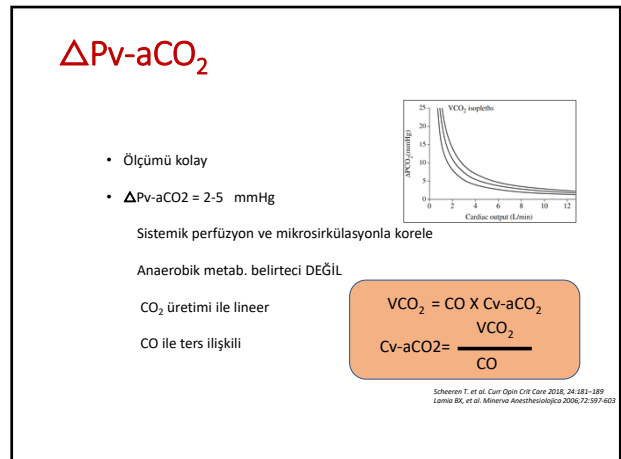 △Pv-aCO₂
VCO₂ isopleths
ΔPCO₂(mmHg)
25
20
15
10
5
0
0 2 4 6 8 10 12
Cardiac output (L/min)
• Ölçümü kolay
• △Pv-aCO2 = 2-5 mmHg
Sistemik perfüzyon ve mikrosirkülasyonla korele
Anaerobik metab. belirteci DEĞİL
CO₂ üretimi ile lineer
CO ile ters ilişkili
VCO₂ = CO X Cv-aCO₂
VCO₂
Cv-aCO2=
CO
Scheeren T. et al. Curr Opin Crit Care 2018, 24:181–189
Lamia BX, et al. Minerva Anesthesiolojica 2006;72:597-603